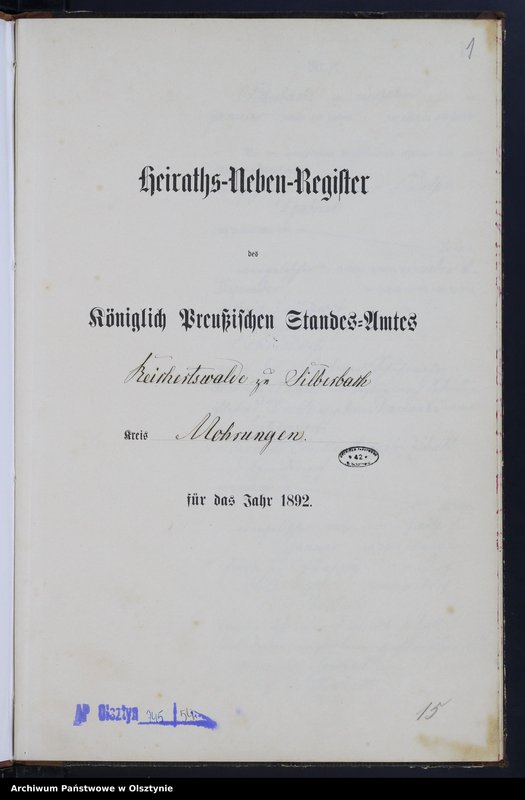 1
Heiraths-Neben-Register
des
Königlich Preußischen Standes-Amtes
Reichertswalde zu Silberbach
Kreis Mohrungen.
* 42 *
für das Jahr 1892.
AP Olsztyn
15
Archiwum Państwowe w Olsztynie